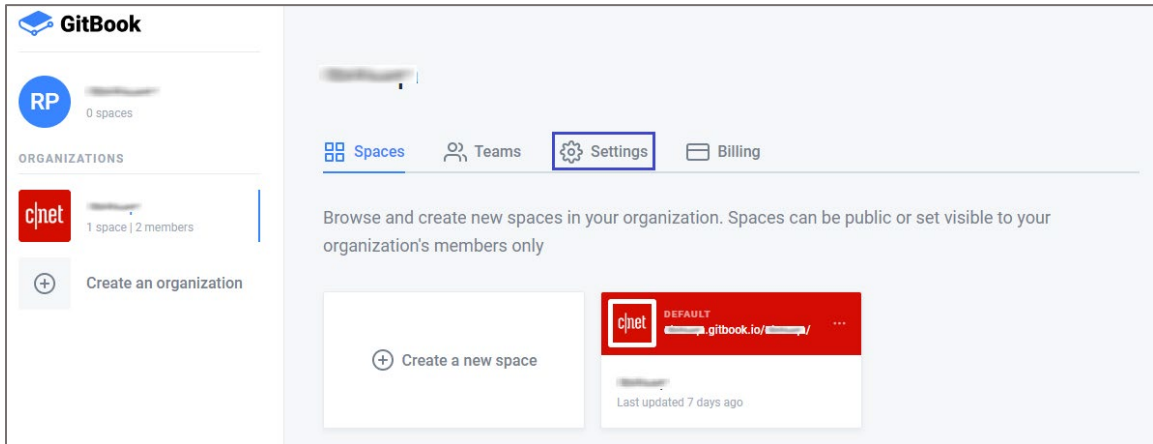 GitBook
RP
0 spaces
ORGANIZATIONS
c|net
1 space | 2 members
Create an organization
Spaces Teams Settings Billing
Browse and create new spaces in your organization. Spaces can be public or set visible to your
organization's members only
Create a new space
c|net
DEFAULT
.gitbook.io/ /
Last updated 7 days ago